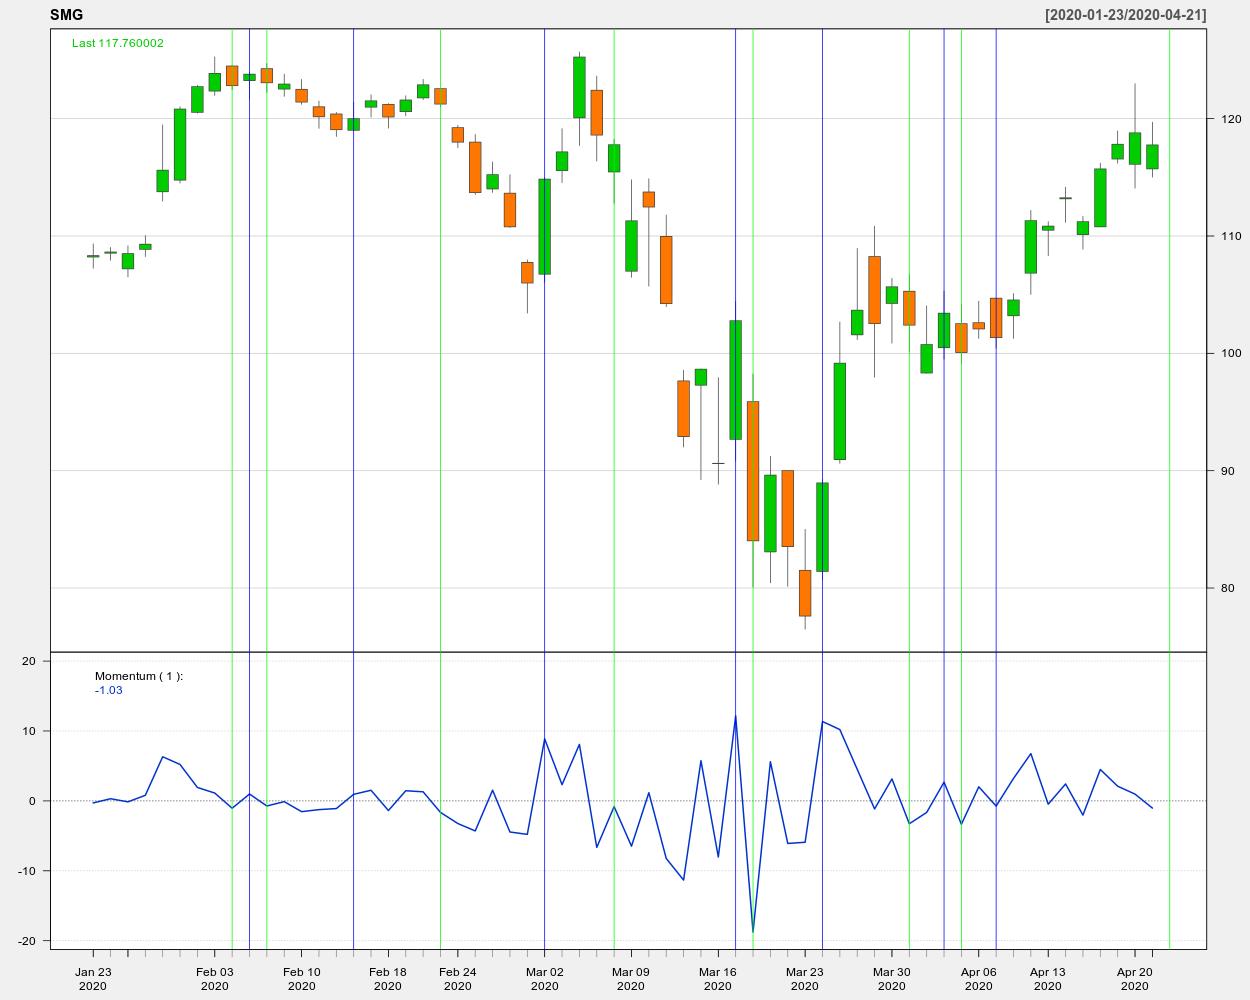 SMG
[2020-01-23/2020-04-21]
Last 117.760002
120
110
100
90
80
20
Momentum ( 1 ):
-1.03
10
0
-10
-20
Jan 23 Feb 03 Feb 10 Feb 18 Feb 24 Mar 02 Mar 09 Mar 16 Mar 23 Mar 30 Apr 06 Apr 13 Apr 20
2020 2020 2020 2020 2020 2020 2020 2020 2020 2020 2020 2020 2020